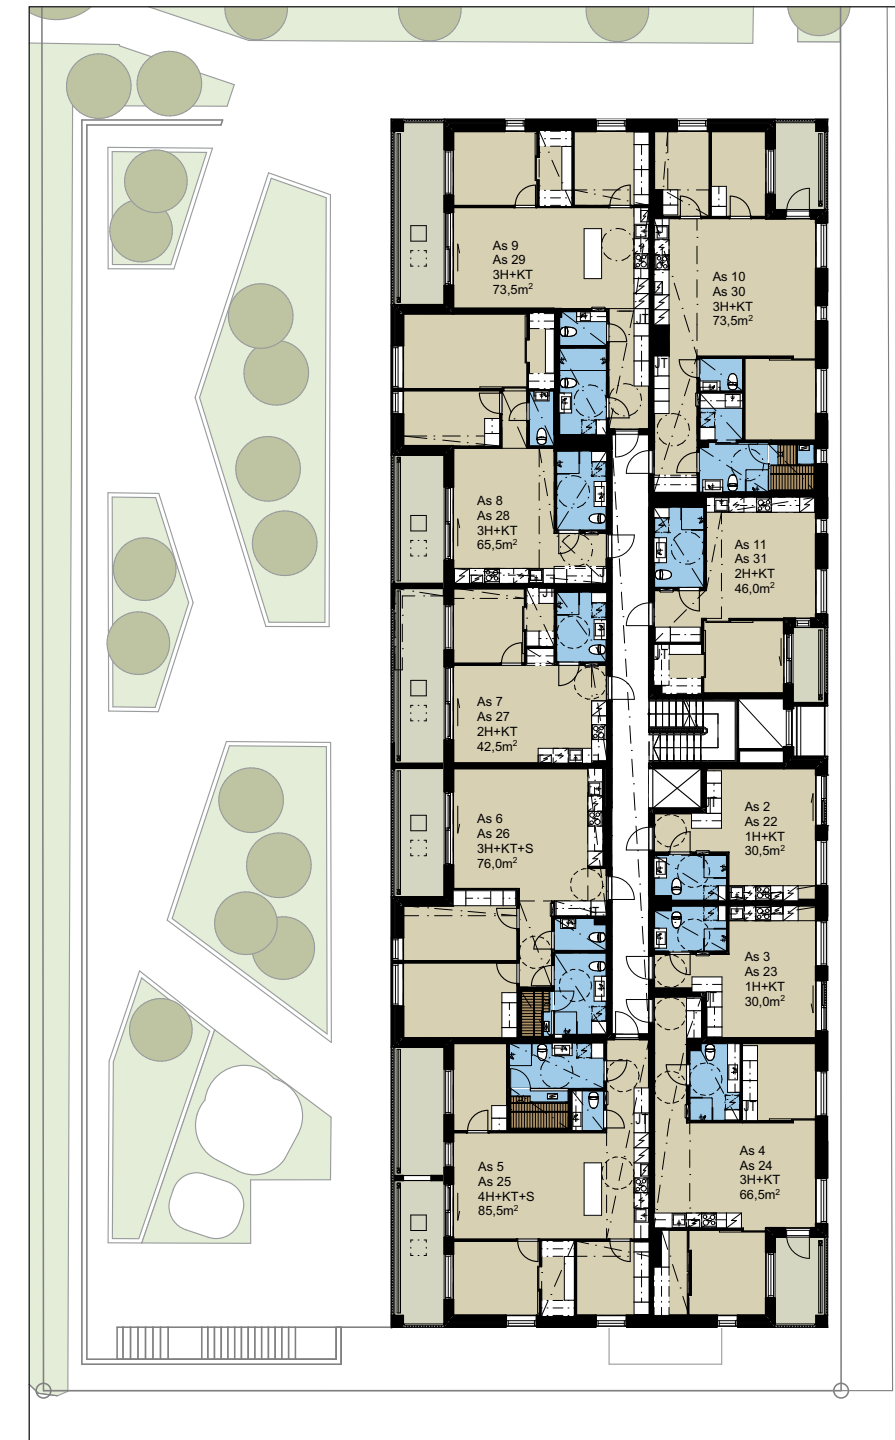 As 9
As 29
3H+KT
73,5m²
As 10
As 30
3H+KT
73,5m²
As 8
As 28
3H+KT
65,5m²
As 11
As 31
2H+KT
46,0m²
As 7
As 27
2H+KT
42,5m²
As 6
As 26
3H+KT+S
76,0m²
As 2
As 22
1H+KT
30,5m²
As 3
As 23
1H+KT
30,0m²
As 5
As 25
4H+KT+S
85,5m²
As 4
As 24
3H+KT
66,5m²